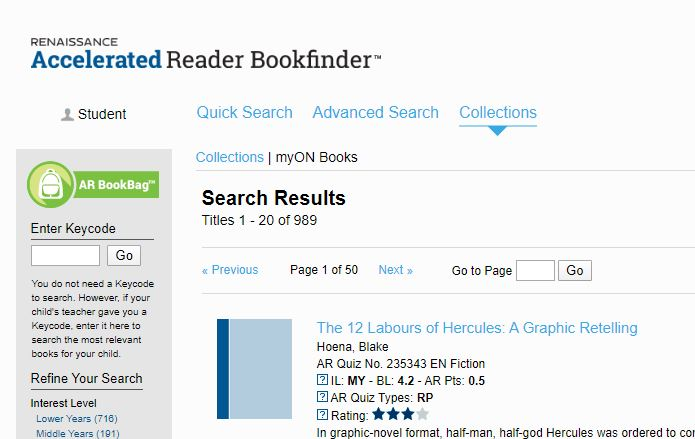 RENAISSANCE
Accelerated Reader Bookfinder™
Student
Quick Search Advanced Search Collections
Collections | myON Books
AR BookBag™
Search Results
Titles 1 - 20 of 989
Enter Keycode
Go
« Previous Page 1 of 50 Next » Go to Page Go
You do not need a Keycode
to search. However, if your
child's teacher gave you a
Keycode, enter it here to
search the most relevant
books for your child.
Refine Your Search
Interest Level
Lower Years (716)
Middle Years (191)
The 12 Labours of Hercules: A Graphic Retelling
Hoena, Blake
AR Quiz No. 235343 EN Fiction
? IL: MY - BL: 4.2 - AR Pts: 0.5
? AR Quiz Types: RP
? Rating:
In graphic-novel format, half-man, half-god Hercules was ordered to con